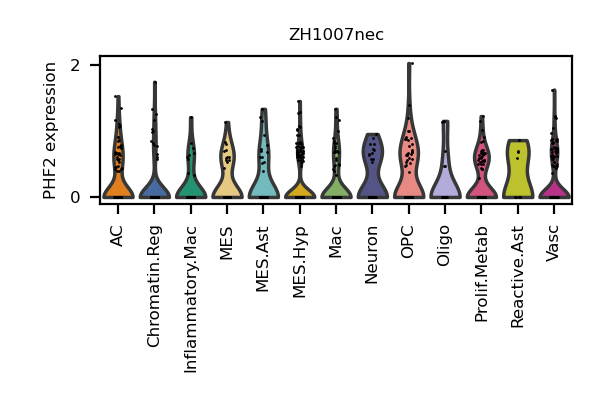 ZH1007nec
PHF2 expression
2
0
AC
Chromatin.Reg
Inflammatory.Mac
MES
MES.Ast
MES.Hyp
Mac
Neuron
OPC
Oligo
Prolif.Metab
Reactive.Ast
Vasc